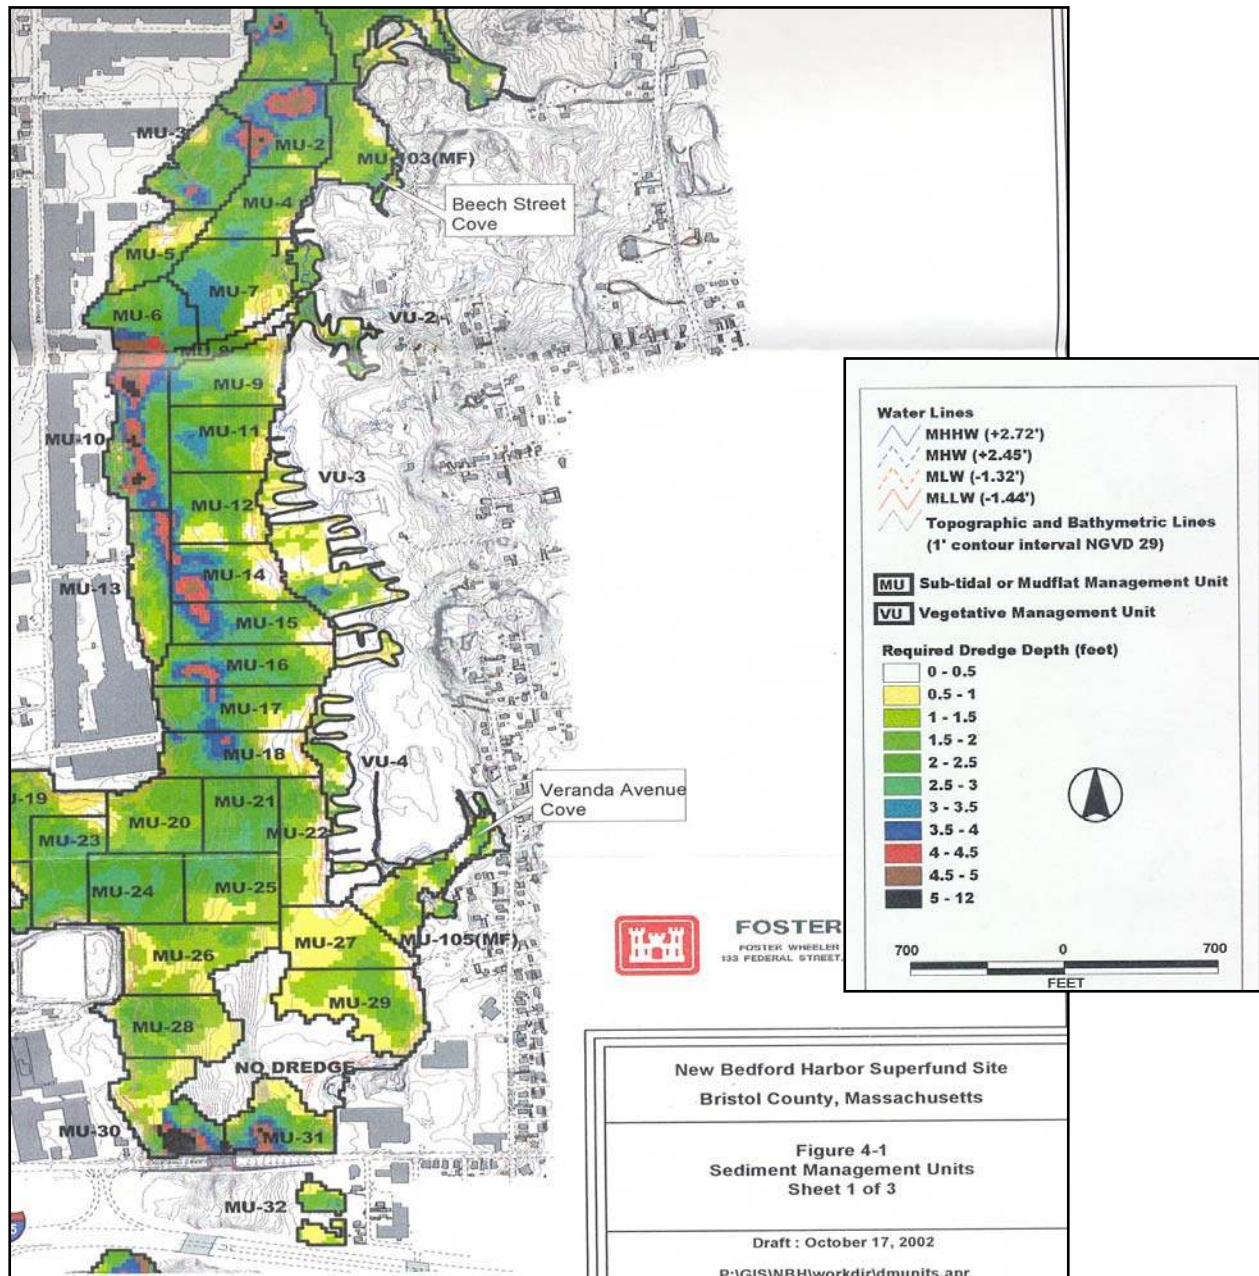 MU-3
MU-2
MU-103(MF)
MU-4
Beech Street
Cove
MU-5
MU-7
MU-6
VU-2
MU-9
MU-10
MU-11
VU-3
MU-12
MU-13
MU-14
MU-15
MU-16
MU-17
MU-18
VU-4
Veranda Avenue
Cove
J-19
MU-21
MU-20
MU-22
MU-23
MU-24
MU-25
MU-26
MU-27
MU-105(MF)
MU-29
MU-28
NO DREDGE
MU-30
MU-31
MU-32
5
Water Lines
MHHW (+2.72')
MHW (+2.45')
MLW (-1.32')
MLLW (-1.44')
Topographic and Bathymetric Lines
(1' contour interval NGVD 29)
MU Sub-tidal or Mudflat Management Unit
VU Vegetative Management Unit
Required Dredge Depth (feet)
0 - 0.5
0.5 - 1
1 - 1.5
1.5 - 2
2 - 2.5
2.5 - 3
3 - 3.5
3.5 - 4
4 - 4.5
4.5 - 5
5 - 12
700 0 700
FEET
FOSTER
FOSTER WHEELER
133 FEDERAL STREET,
New Bedford Harbor Superfund Site
Bristol County, Massachusetts
Figure 4-1
Sediment Management Units
Sheet 1 of 3
Draft : October 17, 2002
P:\GIS\NBH\workdir\dmunits.apr